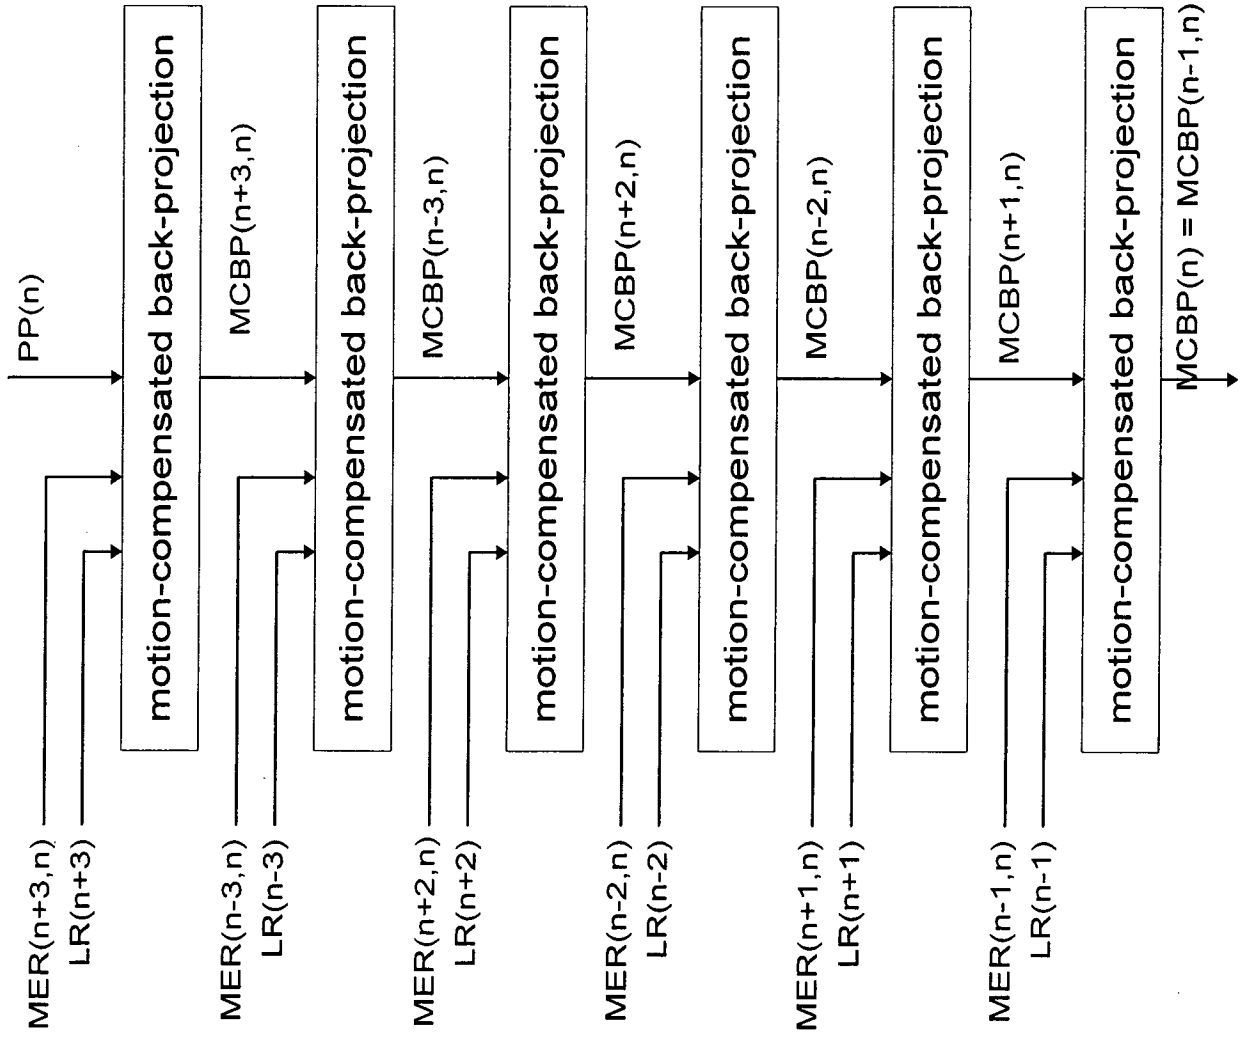 PP(n)
MER(n+3,n)
LR(n+3)
motion-compensated back-projection
MCBP(n+3,n)
MER(n-3,n)
LR(n-3)
motion-compensated back-projection
MCBP(n-3,n)
MER(n+2,n)
LR(n+2)
motion-compensated back-projection
MCBP(n+2,n)
MER(n-2,n)
LR(n-2)
motion-compensated back-projection
MCBP(n-2,n)
MER(n+1,n)
LR(n+1)
motion-compensated back-projection
MCBP(n+1,n)
MER(n-1,n)
LR(n-1)
motion-compensated back-projection
MCBP(n) = MCBP(n-1,n)